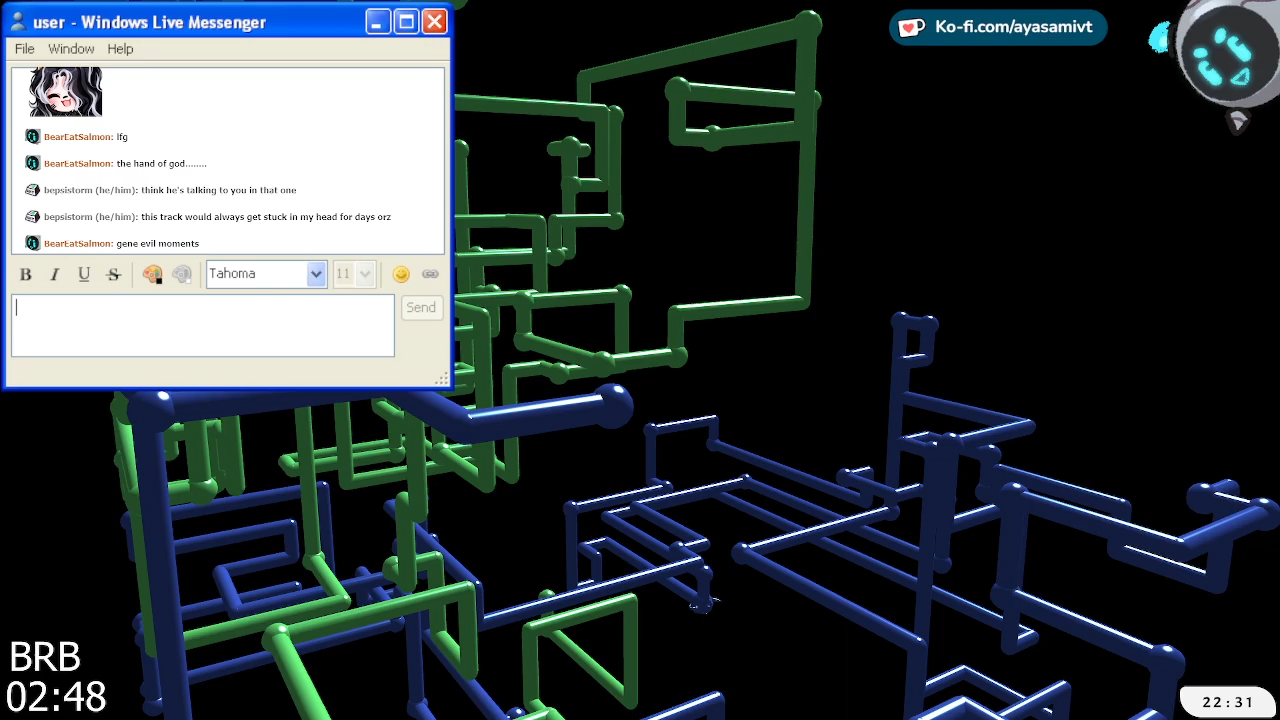 user - Windows Live Messenger
Ko-fi.com/ayasamivt
File Window Help
BearEatSalmon: lfg
BearEatSalmon: the hand of god........
bepsistorm (he/him): think he's talking to you in that one
bepsistorm (he/him): this track would always get stuck in my head for days orz
BearEatSalmon: gene evil moments
B I U S Tahoma 11
Send
BRB
02:48
22:31